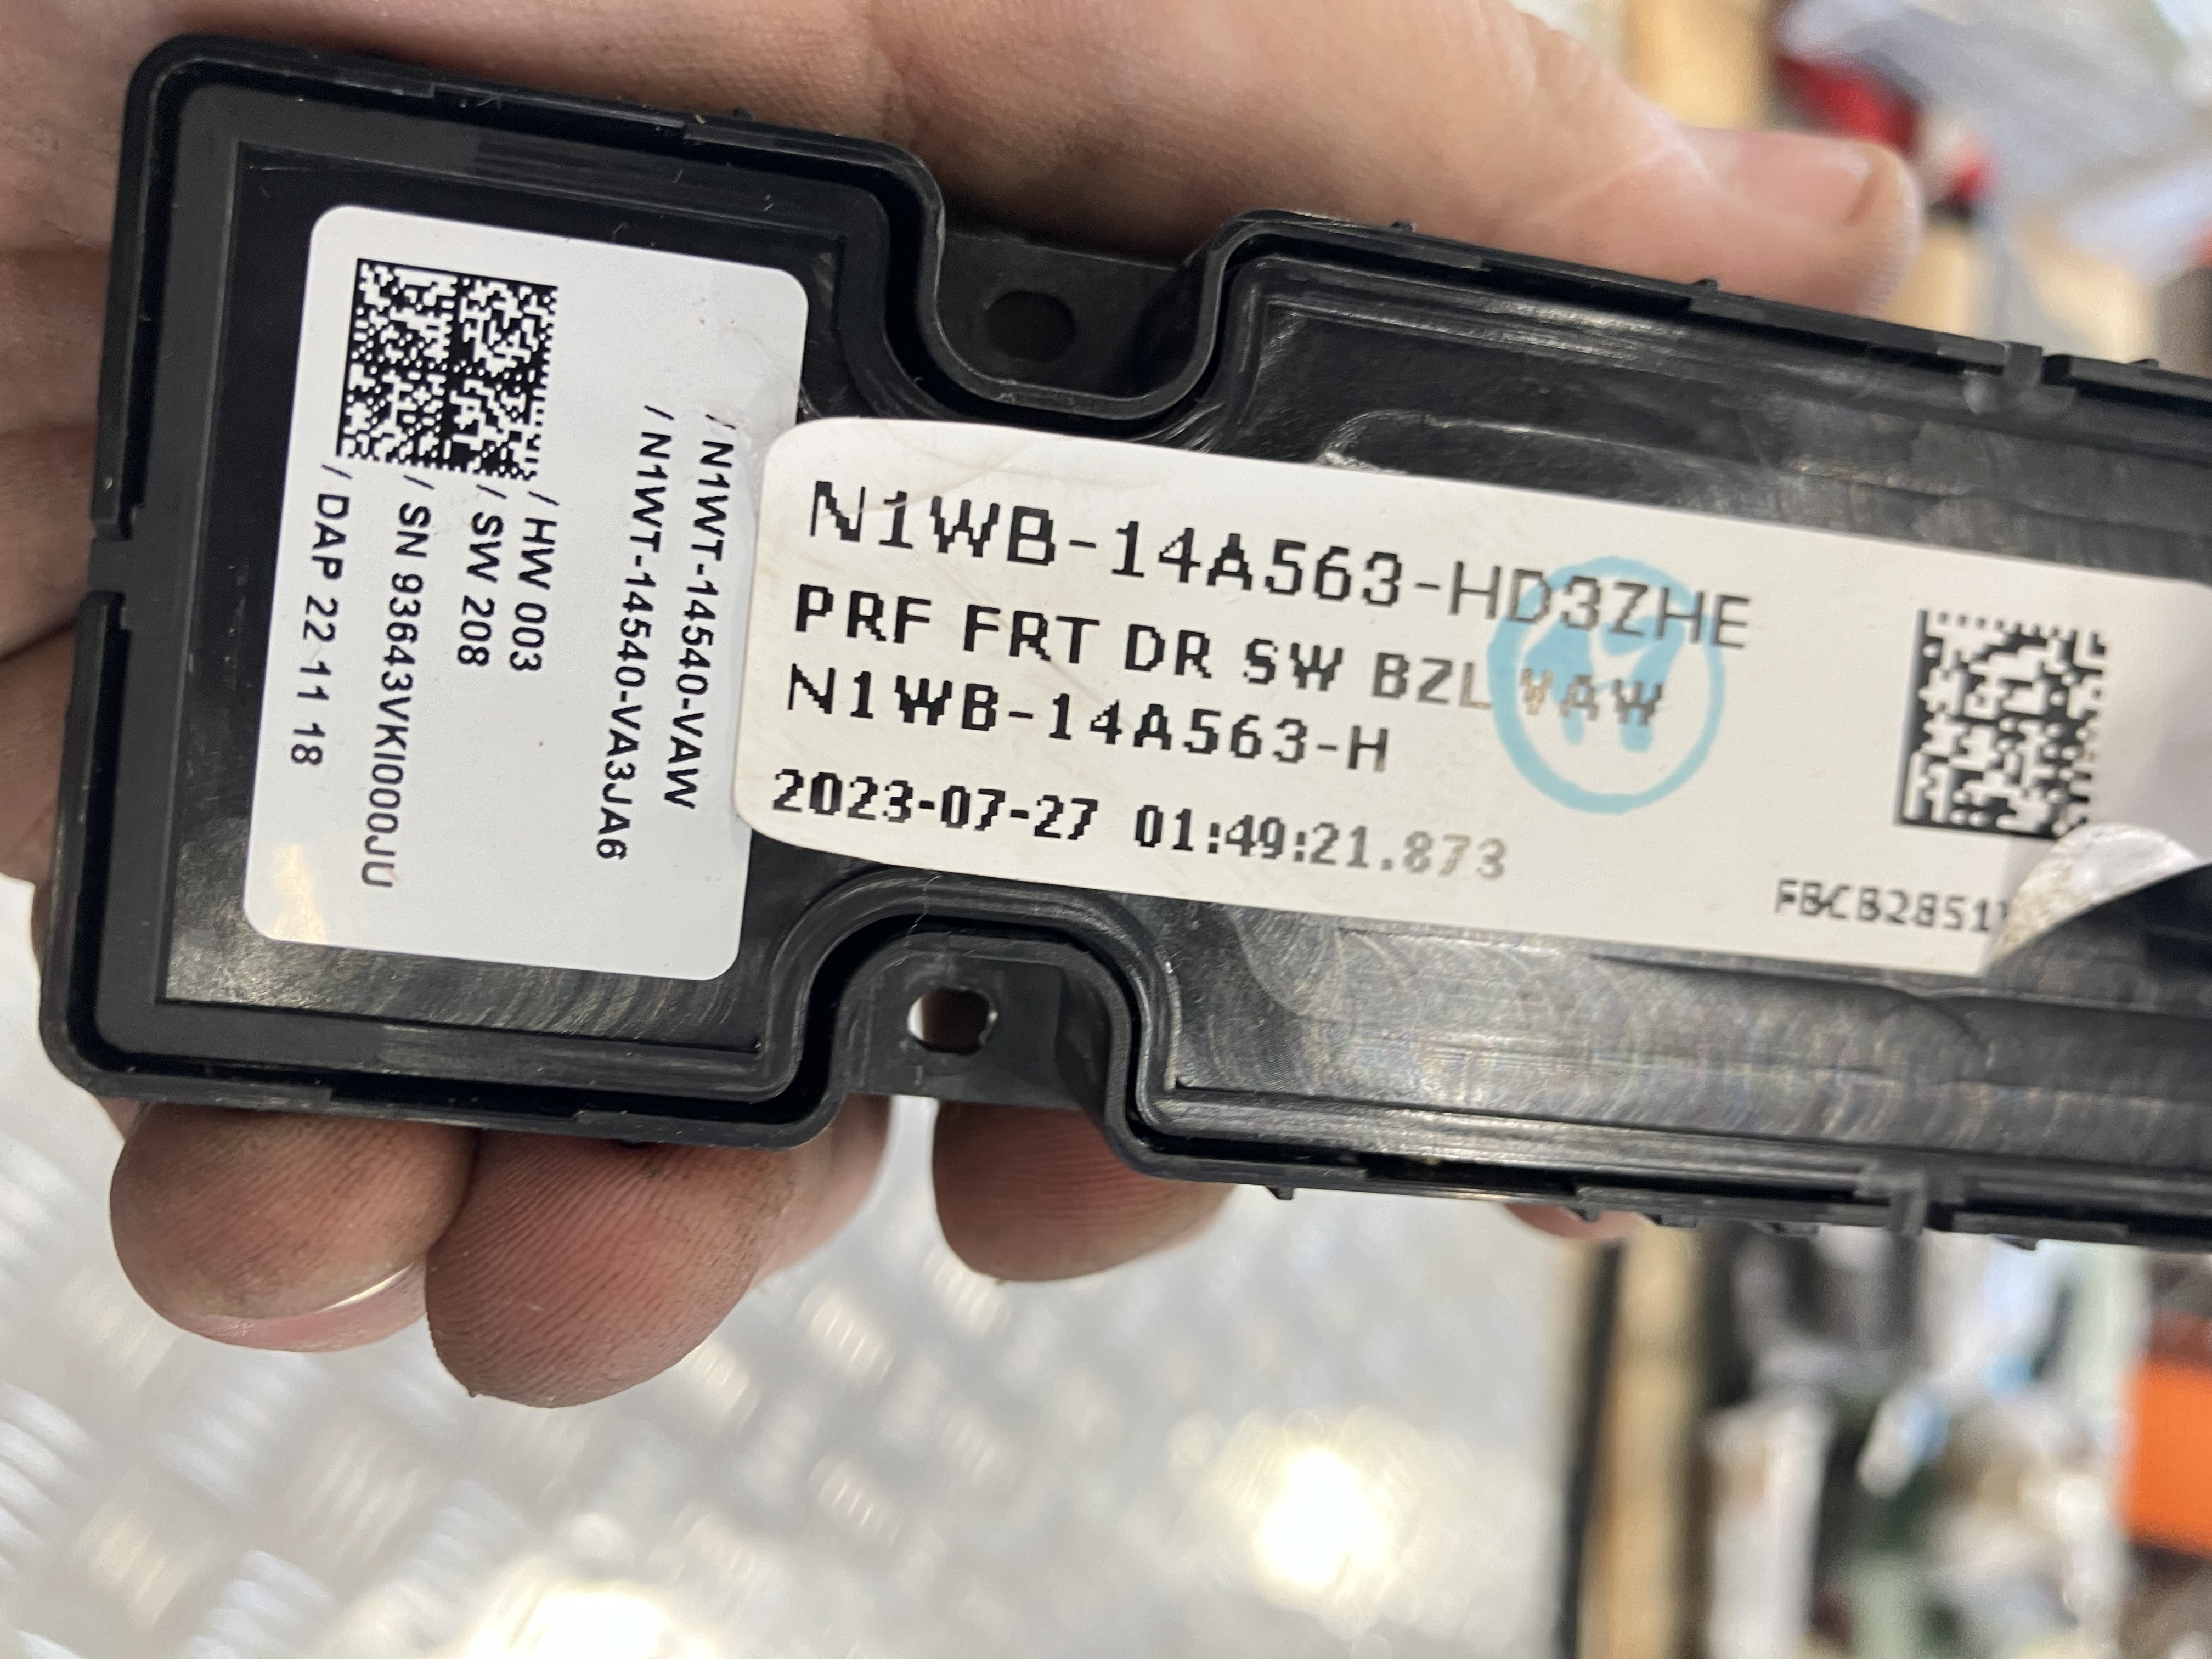 / N1WT-14540-VAW
/ N1WT-14540-VA3JA6
/ HW 003
/ SW 208
/ SN 93643VKI000JU
/ DAP 22 11 18
N1WB-14A563-HD3ZHE
PRF FRT DR SW BZL VAW
N1WB-14A563-H
2023-07-27 01:49:21.873
17